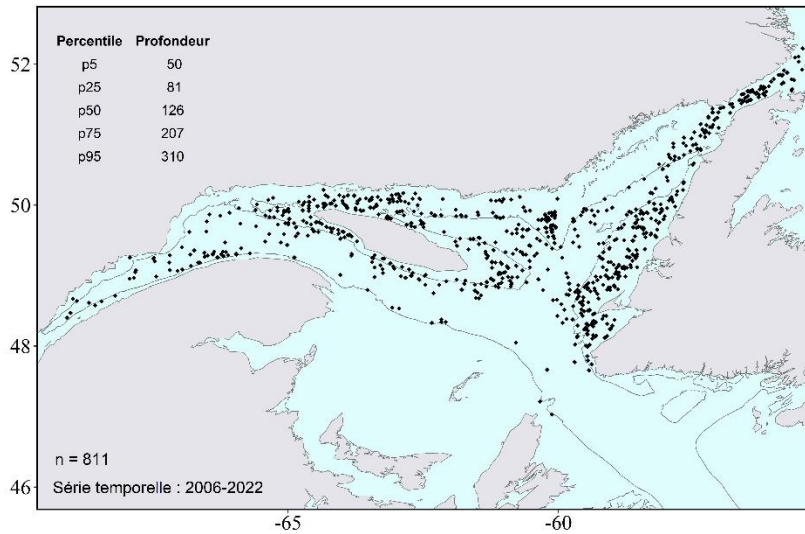 Percentile Profondeur
p5 50
p25 81
p50 126
p75 207
p95 310
52
50
48
46
n = 811
Série temporelle : 2006-2022
-65 -60